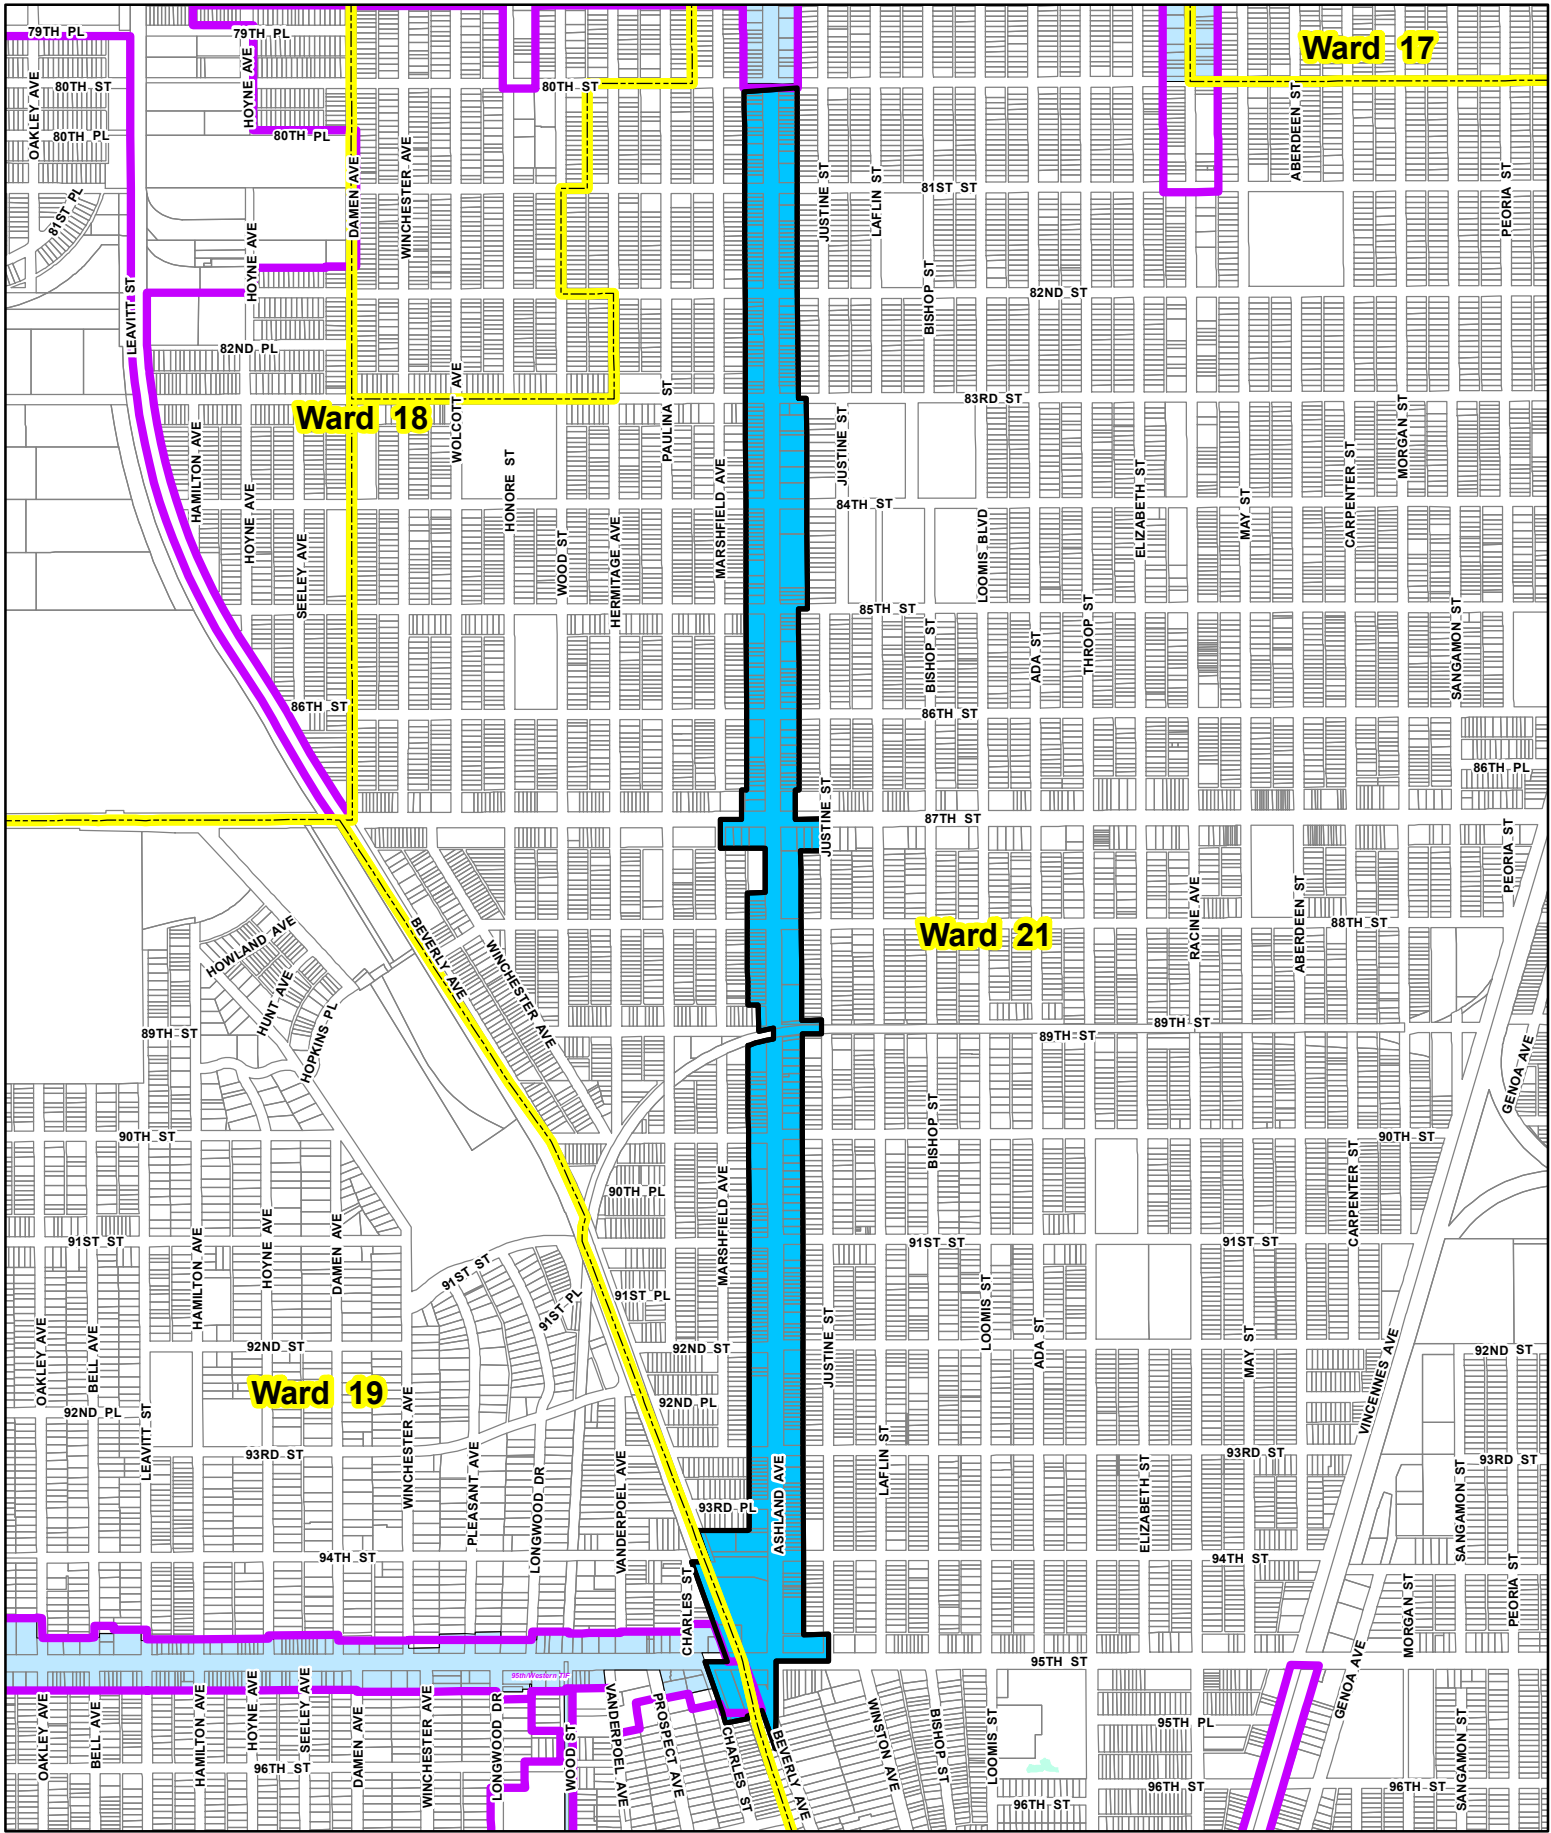 79TH PL
79TH PL
Ward 17
OAKLEY AVE
HOYNE AVE
80TH ST
80TH ST
ABERDEEN ST
80TH PL
80TH PL
DAMEN AVE
WINCHESTER AVE
JUSTINE ST
LAFLIN ST
81ST ST
PEORIA ST
81ST PL
HOYNE AVE
BISHOP ST
82ND ST
LEAVITT ST
82ND PL
WOLCOTT AVE
PAULINA ST
83RD ST
Ward 18
JUSTINE ST
MORGAN ST
HAMILTON AVE
HONORE ST
MARSHFIELD AVE
84TH ST
ELIZABETH ST
MAY ST
CARPENTER ST
HOYNE AVE
SEELEY AVE
WOOD ST
HERMITAGE AVE
LOOMIS BLVD
85TH ST
BISHOP ST
ADA ST
THROOP ST
SANGAMON ST
86TH ST
86TH ST
86TH PL
JUSTINE ST
87TH ST
PEORIA ST
RACINE AVE
ABERDEEN ST
88TH ST
Ward 21
HOWLAND AVE
BEVERLY AVE
WINCHESTER AVE
HUNT AVE
HOPKINS PL
89TH ST
89TH ST
89TH ST
GENOA AVE
BISHOP ST
90TH ST
90TH ST
90TH PL
MARSHFIELD AVE
CARPENTER ST
HAMILTON AVE
HOYNE AVE
DAMEN AVE
91ST ST
91ST ST
91ST ST
91ST ST
91ST PL
91ST PL
LOOMIS ST
OAKLEY AVE
BELL AVE
92ND ST
92ND ST
JUSTINE ST
ADA ST
MAY ST
VINCENNES AVE
92ND ST
Ward 19
92ND PL
92ND PL
LEAVITT ST
WINCHESTER AVE
93RD ST
PLEASANT AVE
LONGWOOD DR
VANDERPOEL AVE
93RD PL
ASHLAND AVE
LAFLIN ST
ELIZABETH ST
93RD ST
93RD ST
SANGAMON ST
94TH ST
94TH ST
CHARLES ST
MORGAN ST
PEORIA ST
95TH ST
95th/Western TIF
GENOA AVE
OAKLEY AVE
BELL AVE
HAMILTON AVE
HOYNE AVE
SEELEY AVE
DAMEN AVE
WINCHESTER AVE
LONGWOOD DR
WOOD ST
VANDERPOEL AVE
PROSPECT AVE
CHARLES ST
BEVERLY AVE
WINSTON AVE
BISHOP ST
LOOMIS ST
95TH PL
SANGAMON ST
96TH ST
96TH ST
96TH ST
96TH ST